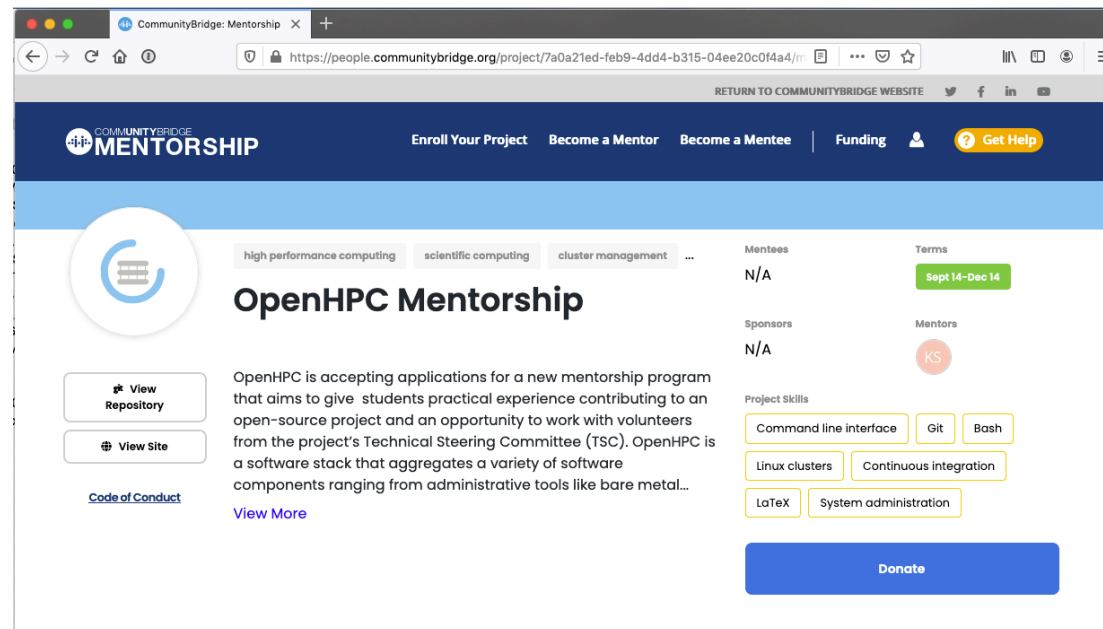 CommunityBridge: Mentorship
https://people.communitybridge.org/project/7a0a21ed-feb9-4dd4-b315-04ee20c0f4a4/m
RETURN TO COMMUNITYBRIDGE WEBSITE
COMMUNITYBRIDGE
MENTORSHIP
Enroll Your Project Become a Mentor Become a Mentee Funding ? Get Help
high performance computing scientific computing cluster management ...
OpenHPC Mentorship
View Repository
View Site
Code of Conduct
OpenHPC is accepting applications for a new mentorship program
that aims to give students practical experience contributing to an
open-source project and an opportunity to work with volunteers
from the project's Technical Steering Committee (TSC). OpenHPC is
a software stack that aggregates a variety of software
components ranging from administrative tools like bare metal...
View More
Mentees
N/A
Terms
Sept 14-Dec 14
Sponsors
N/A
Mentors
KS
Project Skills
Command line interface Git Bash
Linux clusters Continuous integration
LaTeX System administration
Donate